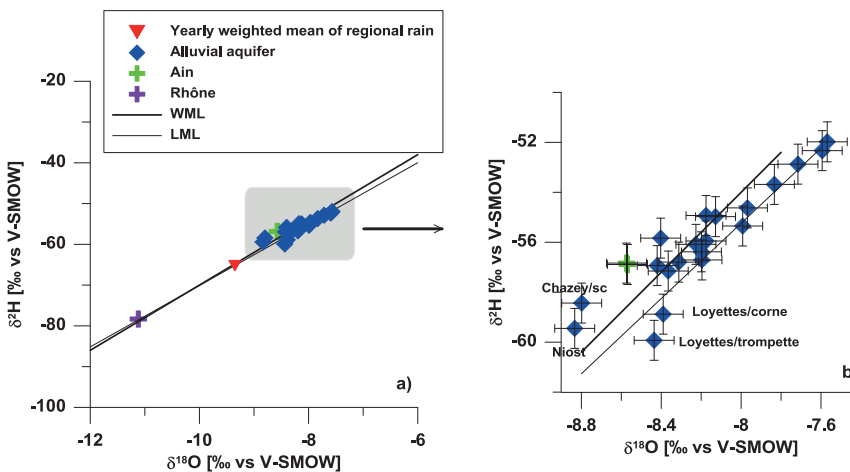 Yearly weighted mean of regional rain
Alluvial aquifer
Ain
Rhône
WML
LML
-20
-40
-60
-80
-100
δ²H [‰ vs V-SMOW]
-12
-10
-8
-6
δ¹⁸O [‰ vs V-SMOW]
a)
-52
-56
-60
δ²H [‰ vs V-SMOW]
Chazey/sc
Niost
Loyettes/corne
Loyettes/trompette
-8.8
-8.4
-8
-7.6
δ¹⁸O [‰ vs V-SMOW]
b